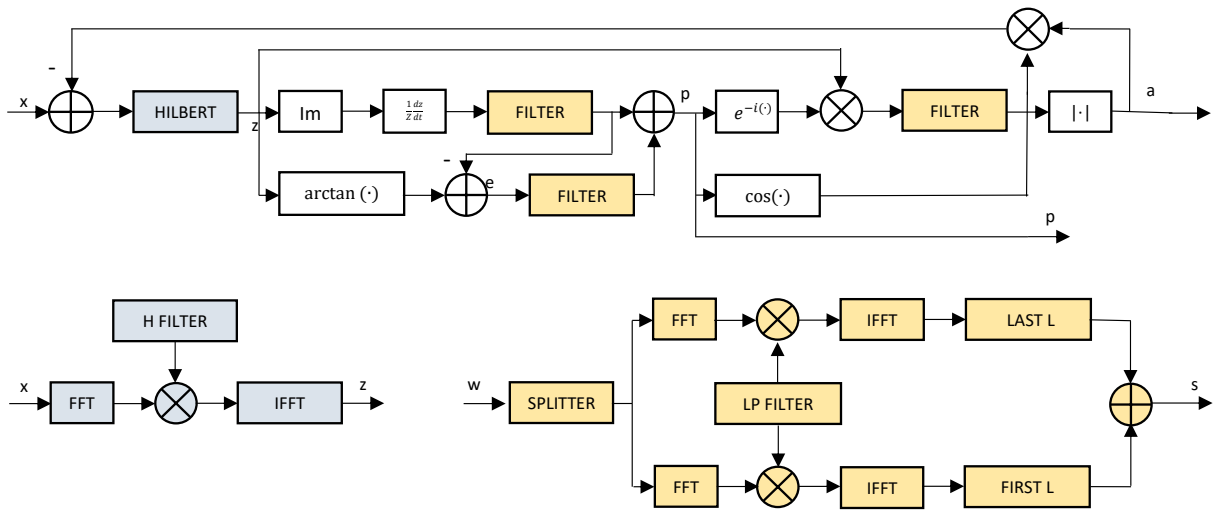 -
x
HILBERT
z
Im
1 dz
Z dt
FILTER
p
e^{-i(·)}
FILTER
|·|
a
-
arctan (·)
e
FILTER
cos(·)
p
H FILTER
x
FFT
IFFT
z
w
SPLITTER
FFT
IFFT
LAST L
LP FILTER
s
FFT
IFFT
FIRST L